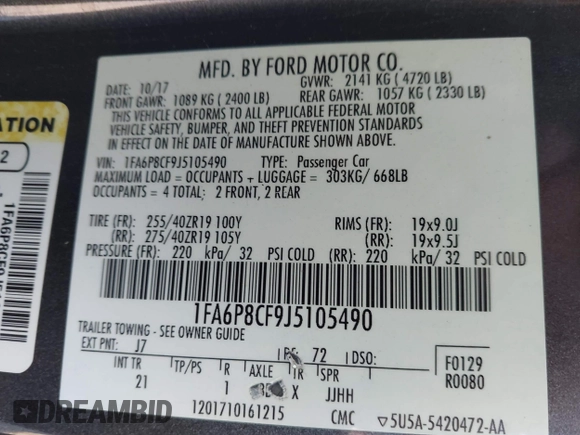 MFD. BY FORD MOTOR CO.
DATE: 10/17 GVWR: 2141 KG ( 4720 LB)
FRONT GAWR: 1089 KG ( 2400 LB) REAR GAWR: 1057 KG ( 2330 LB)
THIS VEHICLE CONFORMS TO ALL APPLICABLE FEDERAL MOTOR
VEHICLE SAFETY, BUMPER, AND THEFT PREVENTION STANDARDS
IN EFFECT ON THE DATE OF MANUFACTURE SHOWN ABOVE.
VIN: 1FA6P8CF9J5105490 TYPE: Passenger Car
MAXIMUM LOAD = OCCUPANTS + LUGGAGE = 303KG/ 668LB
OCCUPANTS = 4 TOTAL: 2 FRONT, 2 REAR
TIRE (FR): 255/40ZR19 100Y RIMS (FR): 19x9.0J
(RR): 275/40ZR19 105Y (RR): 19x9.5J
PRESSURE (FR): 220 kPa/ 32 PSI COLD (RR) 220 kPa/ 32 PSI COLD
1FA6P8CF9J5105490
TRAILER TOWING - SEE OWNER GUIDE
EXT PNT: J7 72 DSO: F0129
INT TR TP/PS R AXLE TR SPR R0080
21 1 X JJHH
1201710161215 CMC ▽5U5A-5420472-AA
ATION
2
DREAMBID